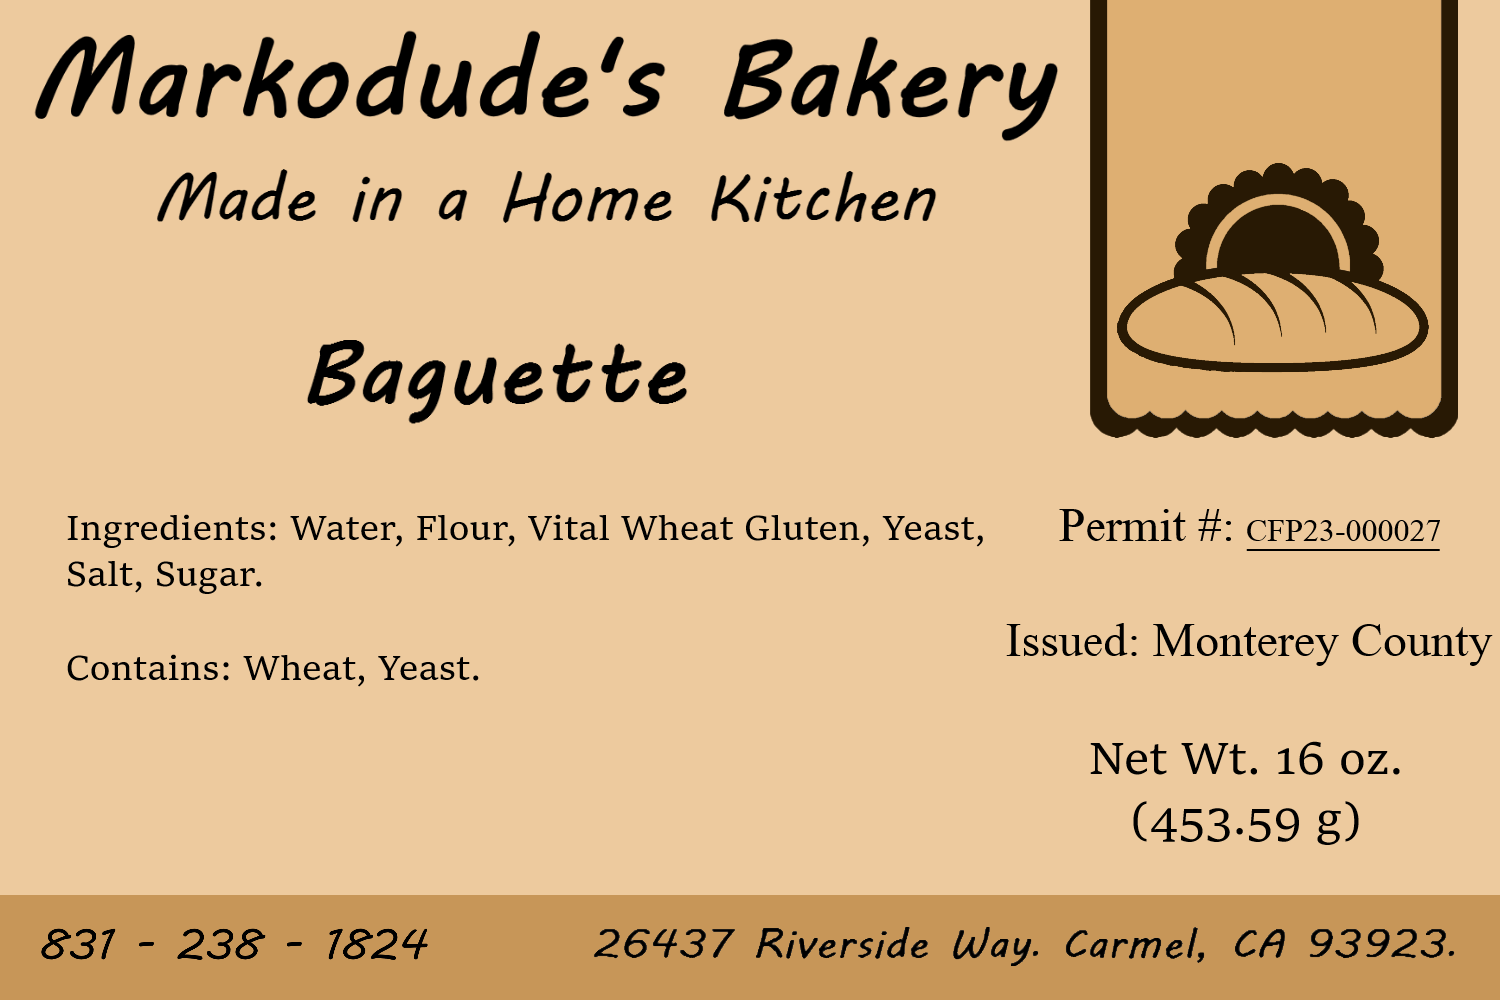 Markodude's Bakery
Made in a Home Kitchen
Baguette
Ingredients: Water, Flour, Vital Wheat Gluten, Yeast,
Salt, Sugar.
Contains: Wheat, Yeast.
Permit #: CFP23-000027
Issued: Monterey County
Net Wt. 16 oz.
(453.59 g)
831 - 238 - 1824
26437 Riverside Way. Carmel, CA 93923.